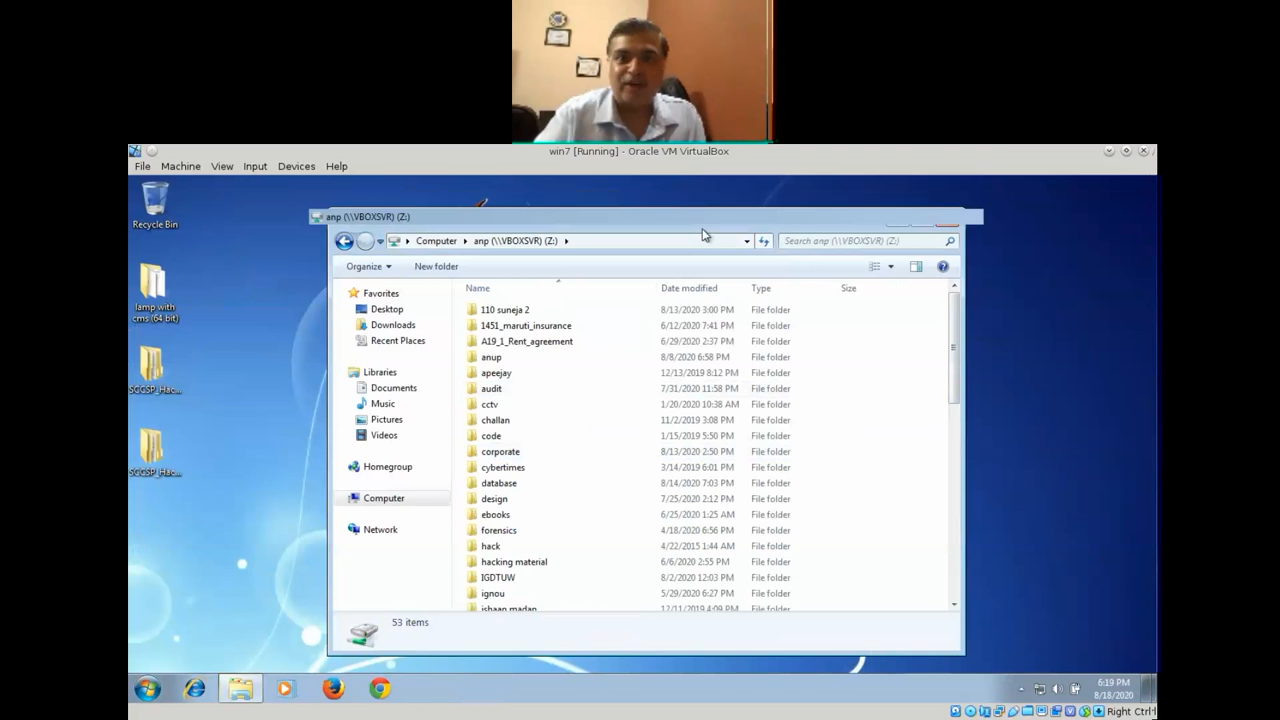 win7 [Running] - Oracle VM VirtualBox
File Machine View Input Devices Help
Recycle Bin
lamp with
cms (64 bit)
SCCSP_Hac...
SCCSP_Hac...
anp (\\VBOXSVR) (Z:)
Computer anp (\\VBOXSVR) (Z:)
Search anp (\\VBOXSVR) (Z:)
Organize New folder
Favorites
Desktop
Downloads
Recent Places
Libraries
Documents
Music
Pictures
Videos
Homegroup
Computer
Network
Name Date modified Type Size
110 suneja 2 8/13/2020 3:00 PM File folder
1451_maruti_insurance 6/12/2020 7:41 PM File folder
A19_1_Rent_agreement 6/29/2020 2:37 PM File folder
anup 8/8/2020 6:58 PM File folder
apeejay 12/13/2019 8:12 PM File folder
audit 7/31/2020 11:58 PM File folder
cctv 1/20/2020 10:38 AM File folder
challan 11/2/2019 3:08 PM File folder
code 1/15/2019 5:50 PM File folder
corporate 8/13/2020 2:50 PM File folder
cybertimes 3/14/2019 6:01 PM File folder
database 8/14/2020 7:03 PM File folder
design 7/25/2020 2:12 PM File folder
ebooks 6/25/2020 1:25 AM File folder
forensics 4/18/2020 6:56 PM File folder
hack 4/22/2015 1:44 AM File folder
hacking material 6/6/2020 2:55 PM File folder
IGDTUW 8/2/2020 12:03 PM File folder
ignou 5/29/2020 6:27 PM File folder
ishaan madan 12/11/2019 4:09 PM File folder
53 items
6:19 PM
8/18/2020
Right Ctrl